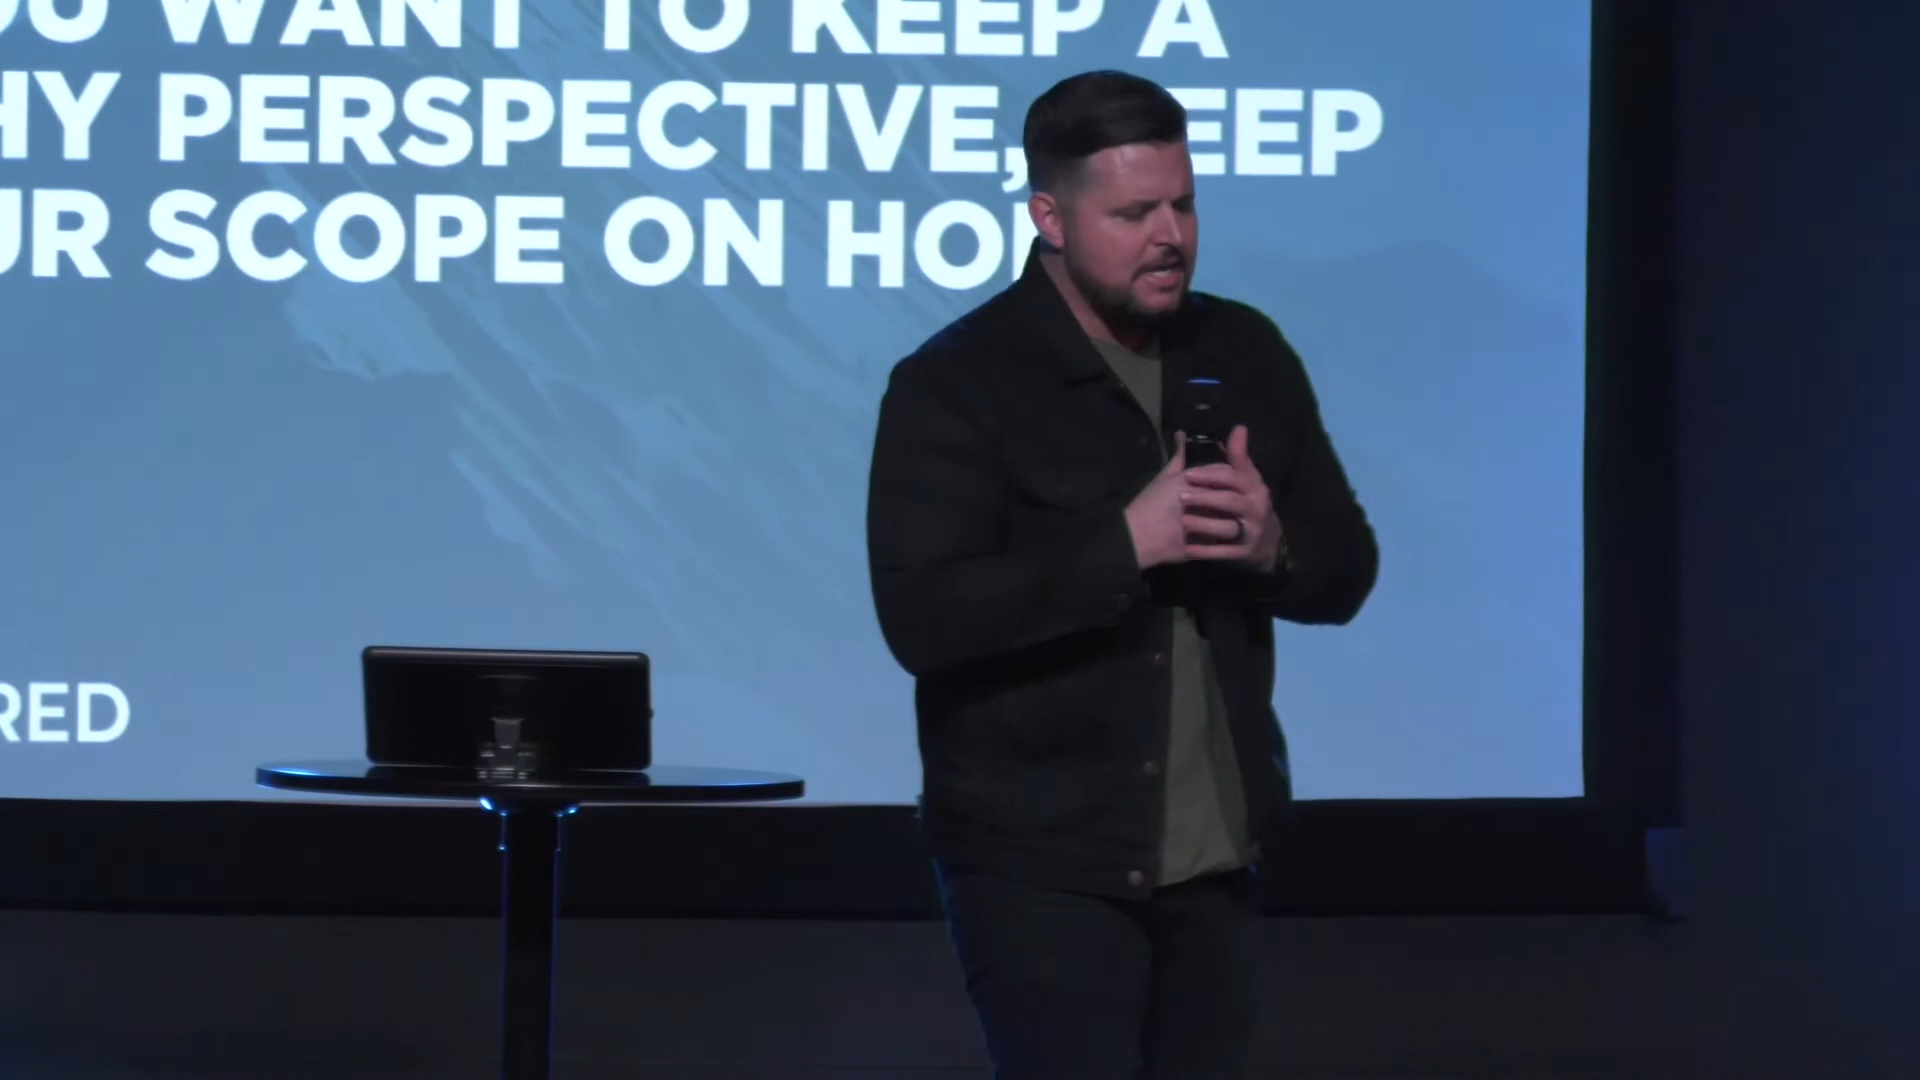 OU WANT TO KEEP A
HY PERSPECTIVE, EEP
UR SCOPE ON HO
RED